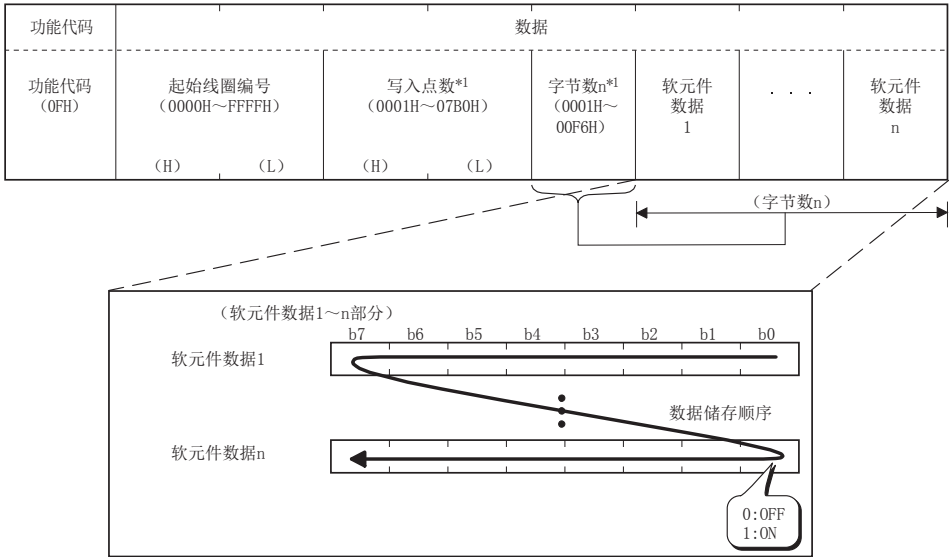 功能代码 数据
功能代码 起始线圈编号 写入点数*1 字节数n*1 软元件 ... 软元件
(0FH) (0000H～FFFFH) (0001H～07B0H) (0001H～ 数据 数据
00F6H) 1 n
(H) (L) (H) (L)
(字节数n)
(软元件数据1～n部分)
b7 b6 b5 b4 b3 b2 b1 b0
软元件数据1
数据储存顺序
软元件数据n
0:OFF
1:ON